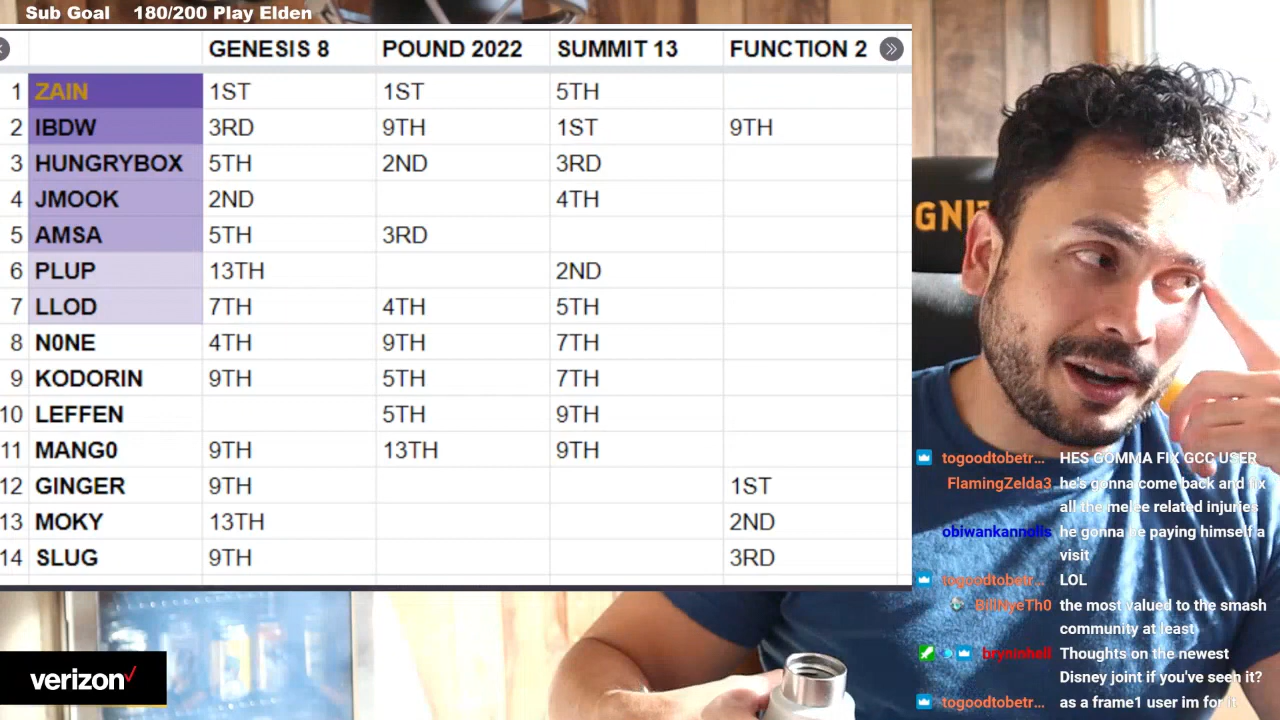 Sub Goal 180/200 Play Elden
GENESIS 8 POUND 2022 SUMMIT 13 FUNCTION 2
1 ZAIN 1ST 1ST 5TH
2 IBDW 3RD 9TH 1ST 9TH
3 HUNGRYBOX 5TH 2ND 3RD
4 JMOOK 2ND 4TH
5 AMSA 5TH 3RD
6 PLUP 13TH 2ND
7 LLOD 7TH 4TH 5TH
8 N0NE 4TH 9TH 7TH
9 KODORIN 9TH 5TH 7TH
10 LEFFEN 5TH 9TH
11 MANG0 9TH 13TH 9TH
12 GINGER 9TH 1ST
13 MOKY 13TH 2ND
14 SLUG 9TH 3RD
GNI
togoodtobetr... HES GOMMA FIX GCC USER
FlamingZelda3 he's gonna come back and fix
all the melee related injuries
obiwankannolis he gonna be paying himself a
visit
togoodtobetr... LOL
BillNyeTh0 the most valued to the smash
community at least
bryninhell Thoughts on the newest
Disney joint if you've seen it?
togoodtobetr... as a frame1 user im for it
verizon